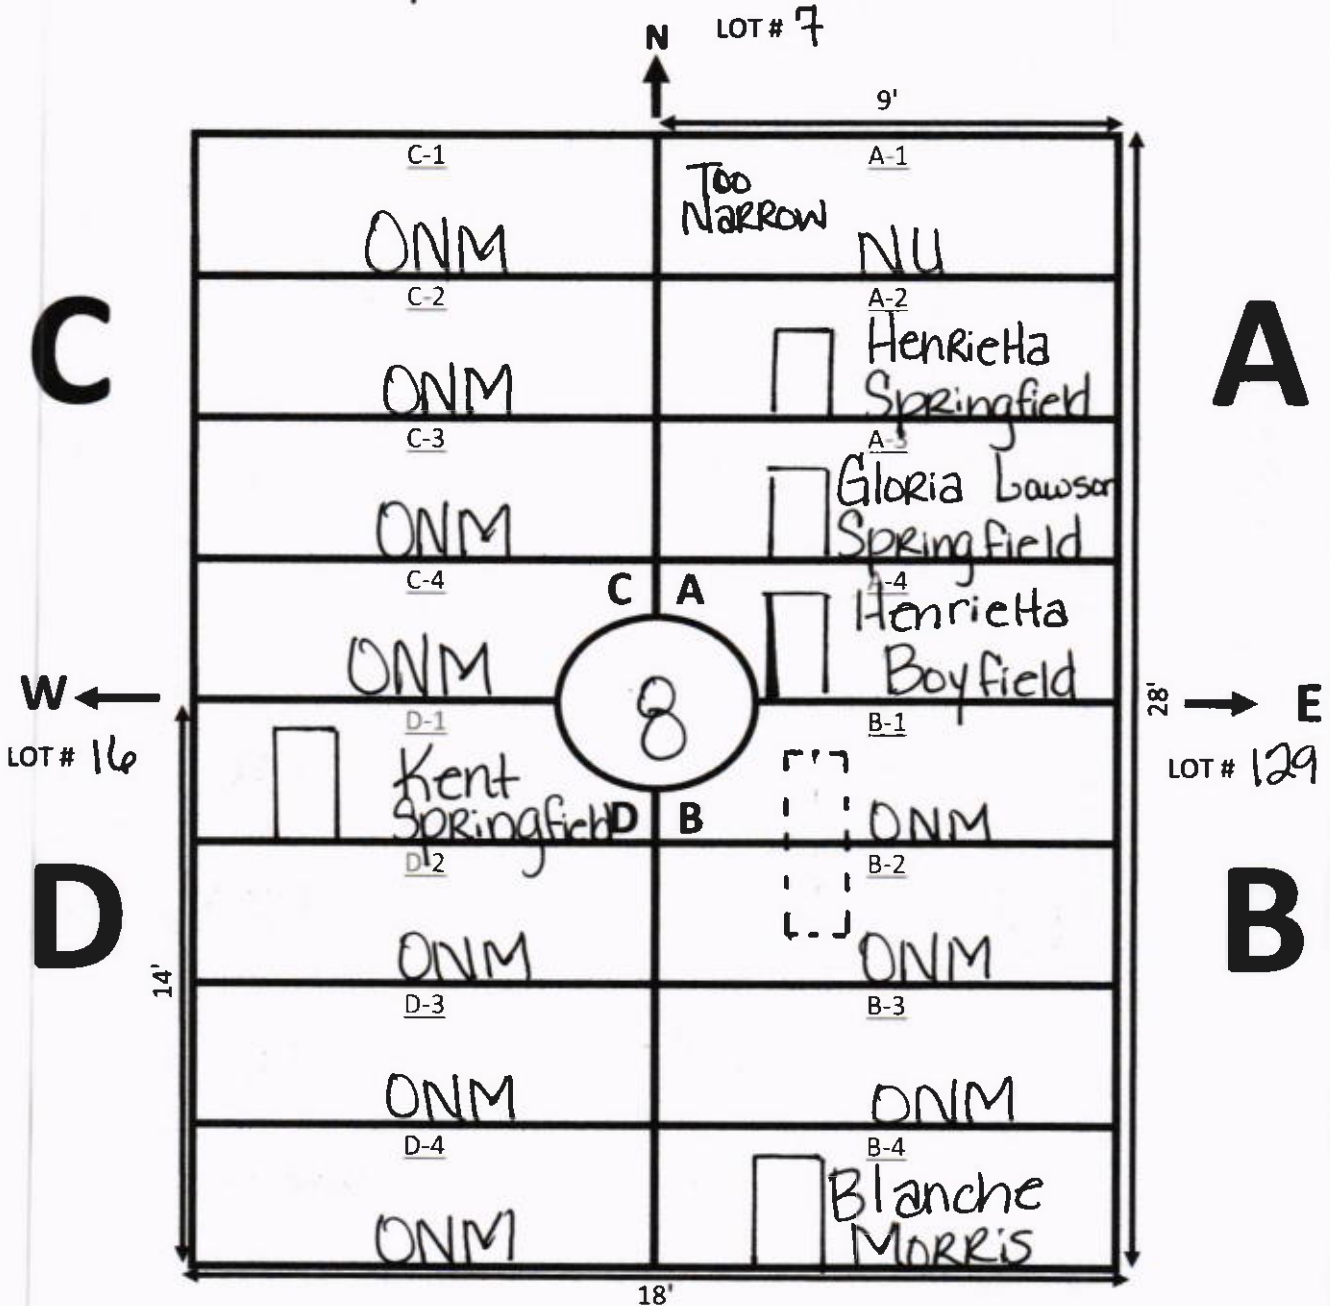 LOT # 7
N
9'
C-1
A-1
Too
Narrow
ONM
NU
C-2
A-2
ONM
Henrietta
Springfield
C
A
C-3
A-3
ONM
Gloria Lawson
Springfield
C-4
C A
A-4
ONM
Henrietta
Boyfield
W
8
28'
E
LOT # 16
LOT # 129
D-1
B-1
Kent
Springfield
D B
ONM
D-2
B-2
D
B
ONM
ONM
14'
D-3
B-3
ONM
ONM
D-4
B-4
ONM
Blanche
Morris
18'